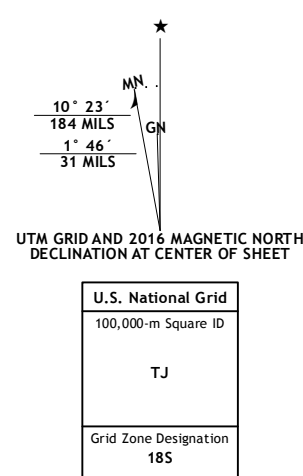 ★
MN
10° 23´
184 MILS
GN
1° 46´
31 MILS
UTM GRID AND 2016 MAGNETIC NORTH
DECLINATION AT CENTER OF SHEET
U.S. National Grid
100,000-m Square ID
TJ
Grid Zone Designation
18S